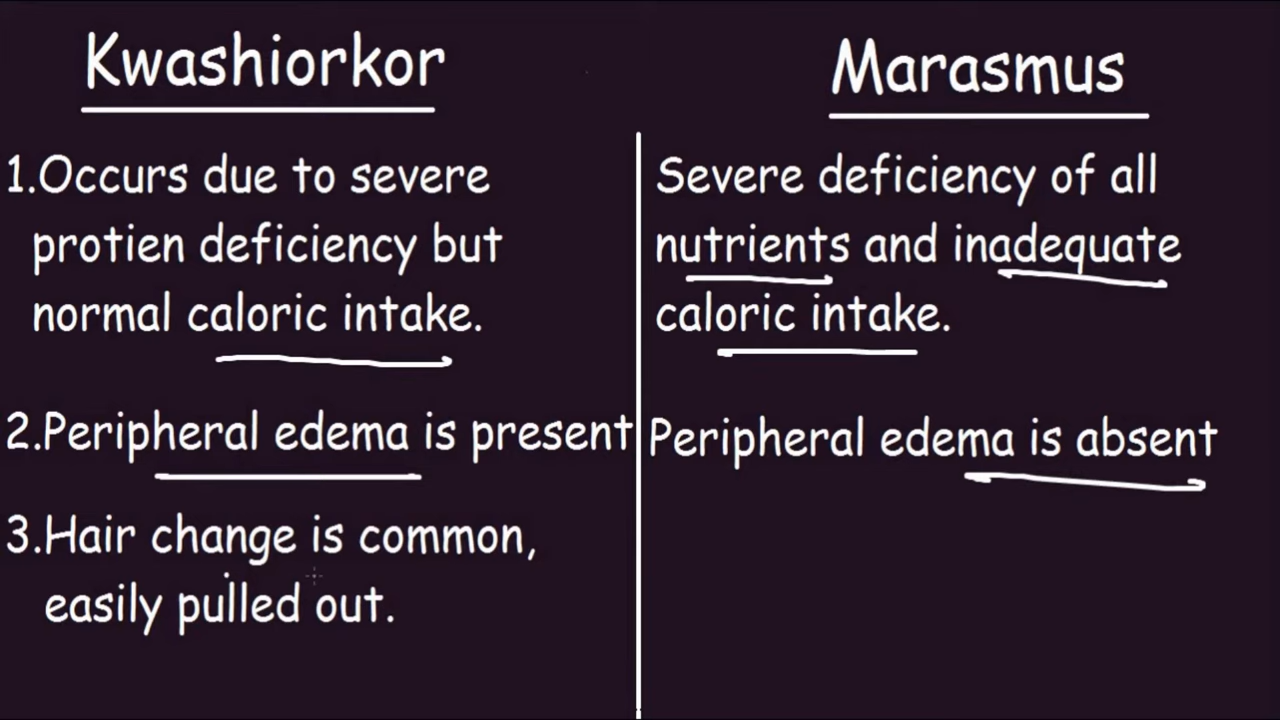 Kwashiorkor
1.Occurs due to severe
protien deficiency but
normal caloric intake.
2.Peripheral edema is present
3.Hair change is common,
easily pulled out.
Marasmus
Severe deficiency of all
nutrients and inadequate
caloric intake.
Peripheral edema is absent